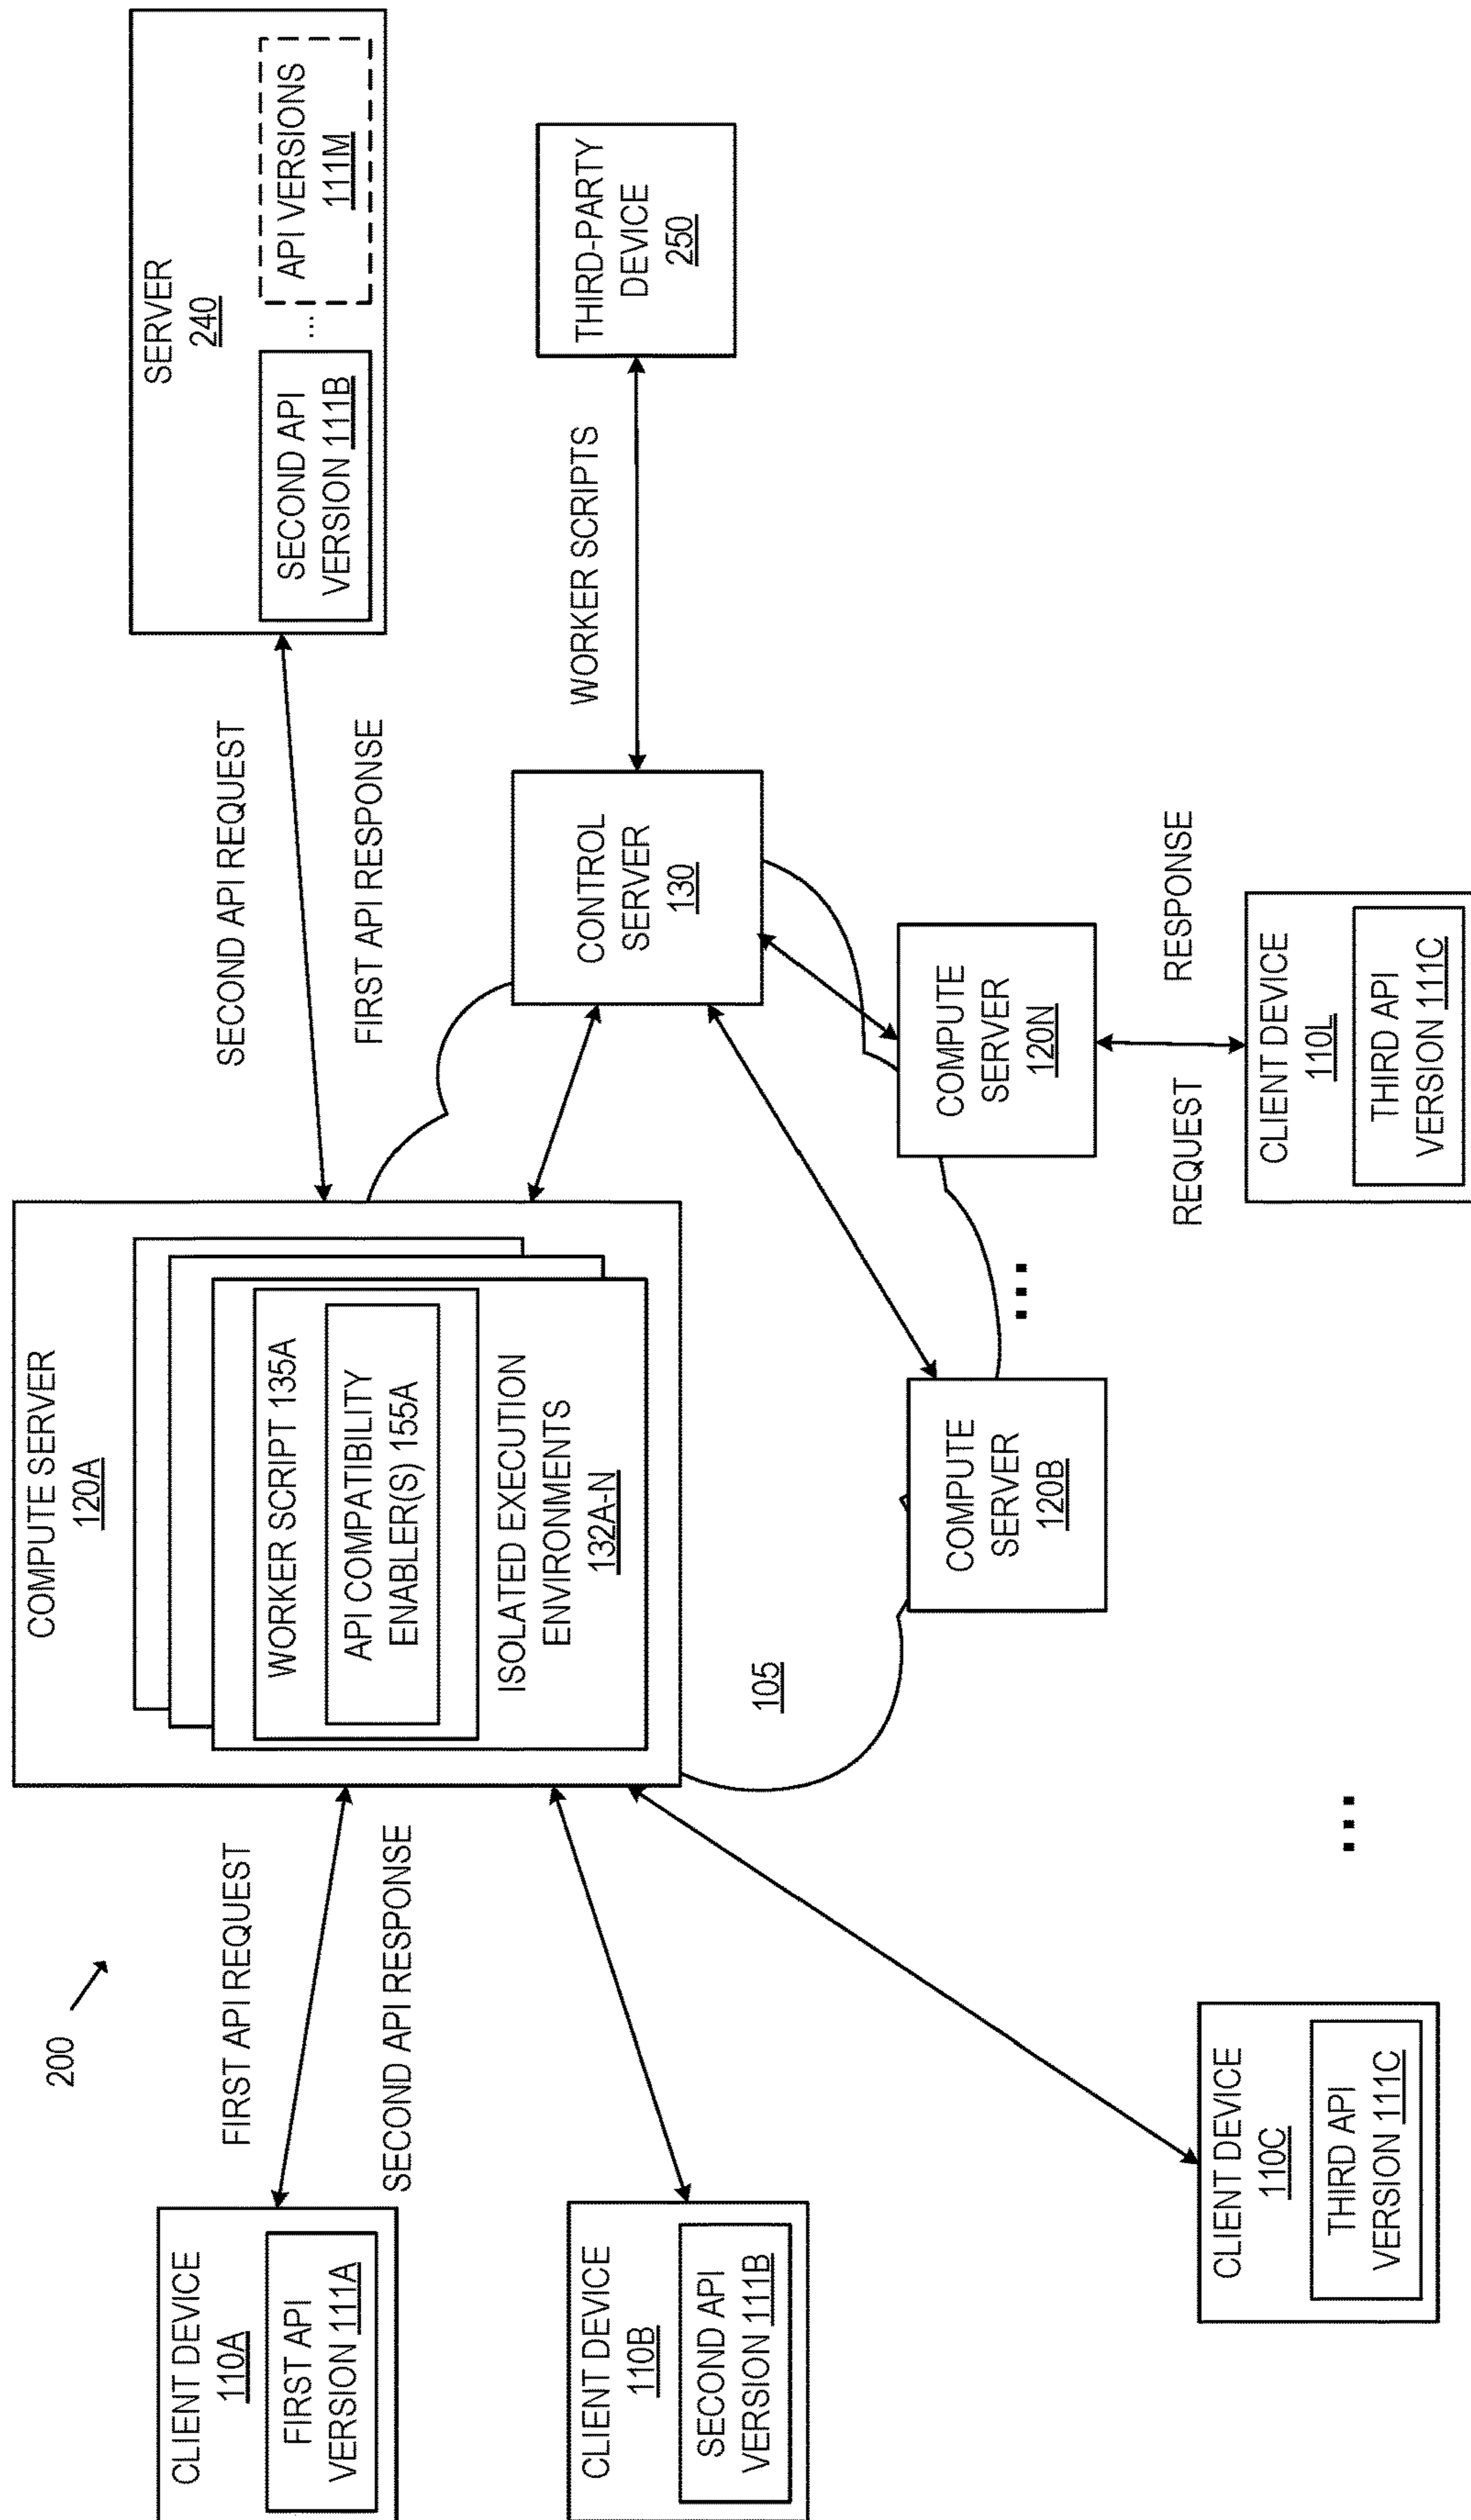 200
CLIENT DEVICE
110A
FIRST API
VERSION 111A
FIRST API REQUEST
SECOND API RESPONSE
CLIENT DEVICE
110B
SECOND API
VERSION 111B
CLIENT DEVICE
110C
THIRD API
VERSION 111C
...
COMPUTE SERVER
120A
WORKER SCRIPT 135A
API COMPATIBILITY
ENABLER(S) 155A
ISOLATED EXECUTION
ENVIRONMENTS
132A-N
105
COMPUTE
SERVER
120B
...
COMPUTE
SERVER
120N
REQUEST
RESPONSE
CLIENT DEVICE
110L
THIRD API
VERSION 111C
CONTROL
SERVER
130
SECOND API REQUEST
FIRST API RESPONSE
WORKER SCRIPTS
SERVER
240
SECOND API
VERSION 111B
...
API VERSIONS
111M
THIRD-PARTY
DEVICE
250